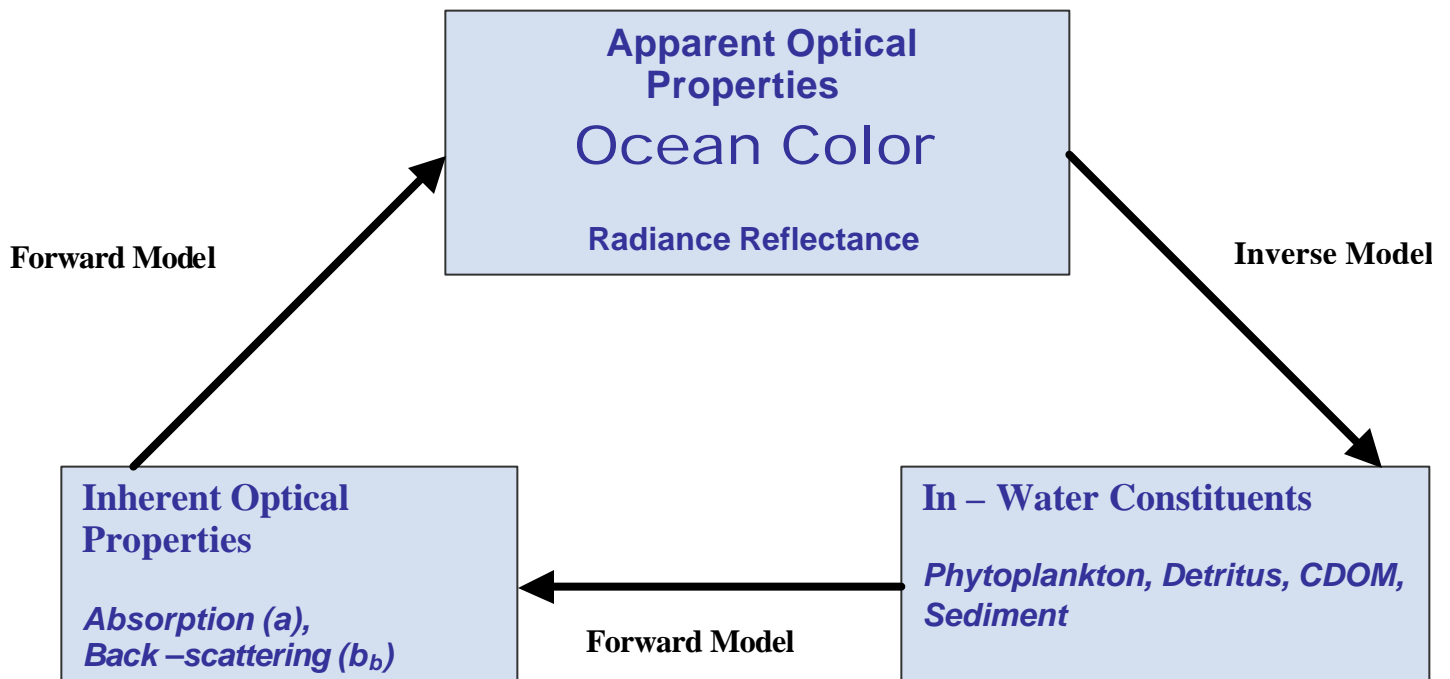 Apparent Optical
Properties
Ocean Color
Radiance Reflectance
Forward Model
Inverse Model
Inherent Optical
Properties
Absorption (a),
Back –scattering (bb)
Forward Model
In – Water Constituents
Phytoplankton, Detritus, CDOM,
Sediment